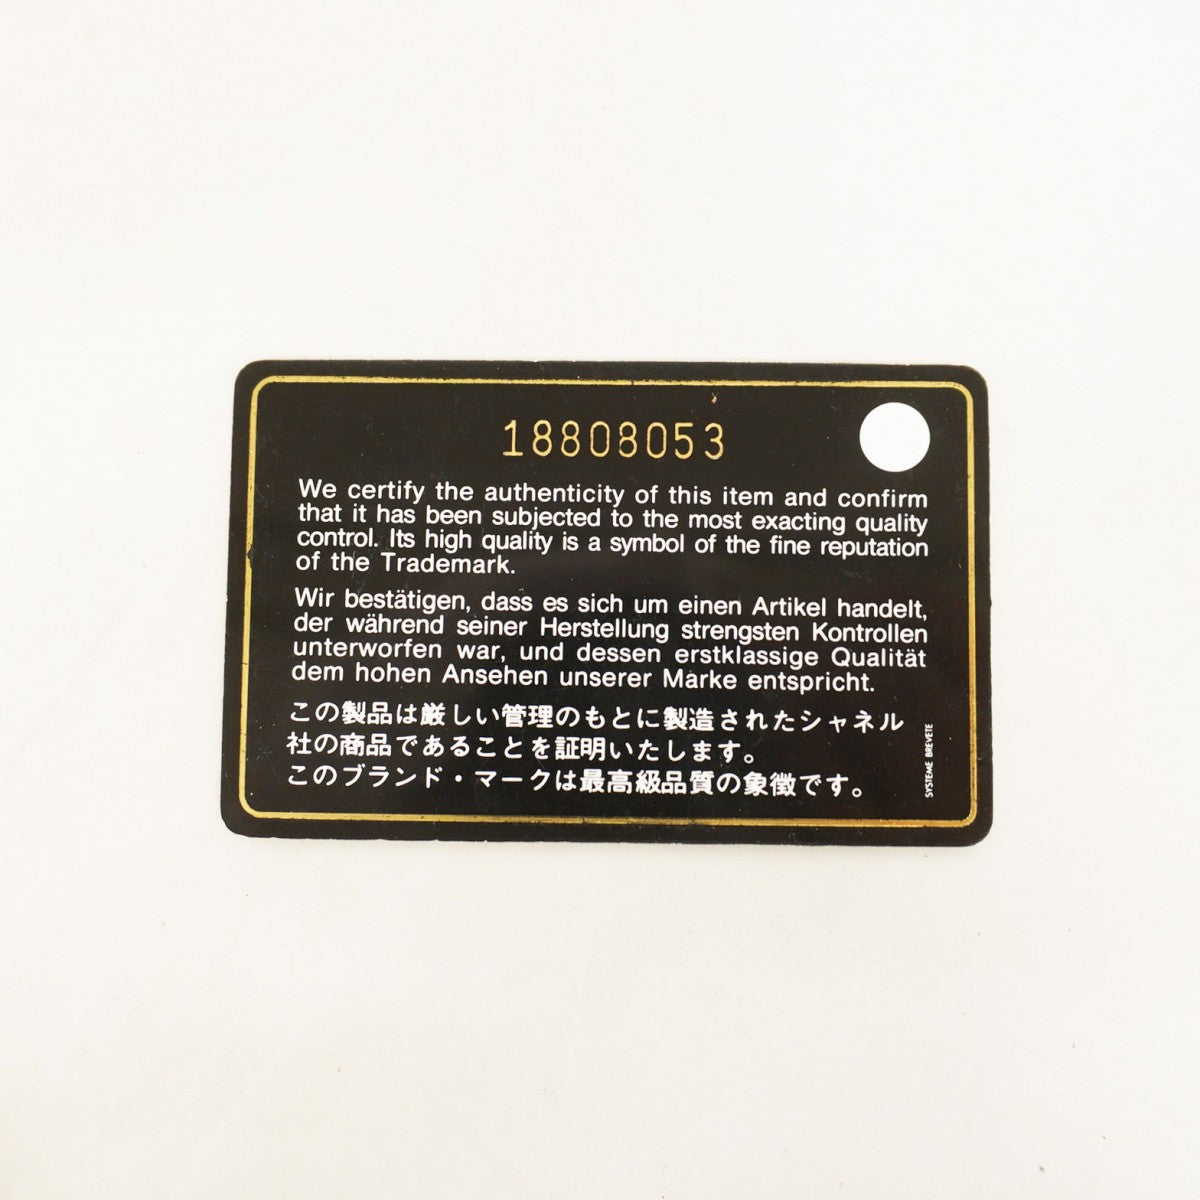 18808053
We certify the authenticity of this item and confirm
that it has been subjected to the most exacting quality
control. Its high quality is a symbol of the fine reputation
of the Trademark.
Wir bestätigen, dass es sich um einen Artikel handelt,
der während seiner Herstellung strengsten Kontrollen
unterworfen war, und dessen erstklassige Qualität
dem hohen Ansehen unserer Marke entspricht.
この製品は厳しい管理のもとに製造されたシャネル
社の商品であることを証明いたします。
このブランド・マークは最高級品質の象徴です。
SYSTEME BREVETE